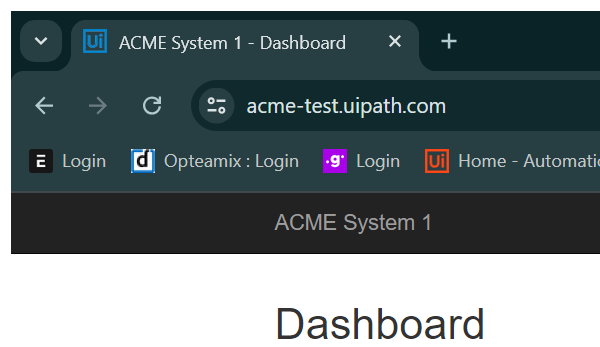 Ui ACME System 1 - Dashboard
acme-test.uipath.com
E Login d Opteamix : Login .g Login Ui Home - Automatic
ACME System 1
Dashboard